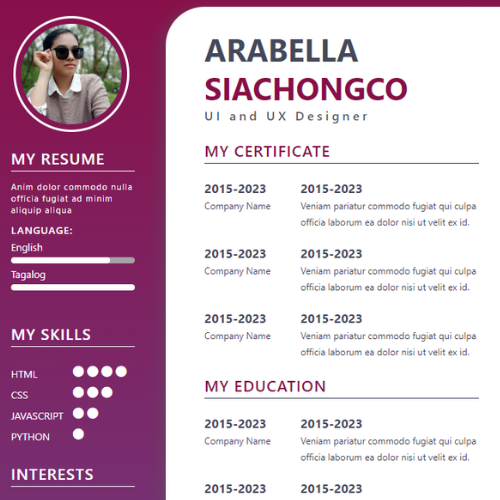 MY RESUME
Anim dolor commodo nulla
officia fugiat ad minim
aliquip aliqua
LANGUAGE:
English
Tagalog
MY SKILLS
HTML
CSS
JAVASCRIPT
PYTHON
INTERESTS
ARABELLA
SIACHONGCO
UI and UX Designer
MY CERTIFICATE
2015-2023
Company Name
2015-2023
Veniam pariatur commodo fugiat qui culpa
officia laborum ea dolor nisi ut velit ex id.
2015-2023
Company Name
2015-2023
Veniam pariatur commodo fugiat qui culpa
officia laborum ea dolor nisi ut velit ex id.
2015-2023
Company Name
2015-2023
Veniam pariatur commodo fugiat qui culpa
officia laborum ea dolor nisi ut velit ex id.
MY EDUCATION
2015-2023
Company Name
2015-2023
Veniam pariatur commodo fugiat qui culpa
officia laborum ea dolor nisi ut velit ex id.
2015-2023
2015-2023